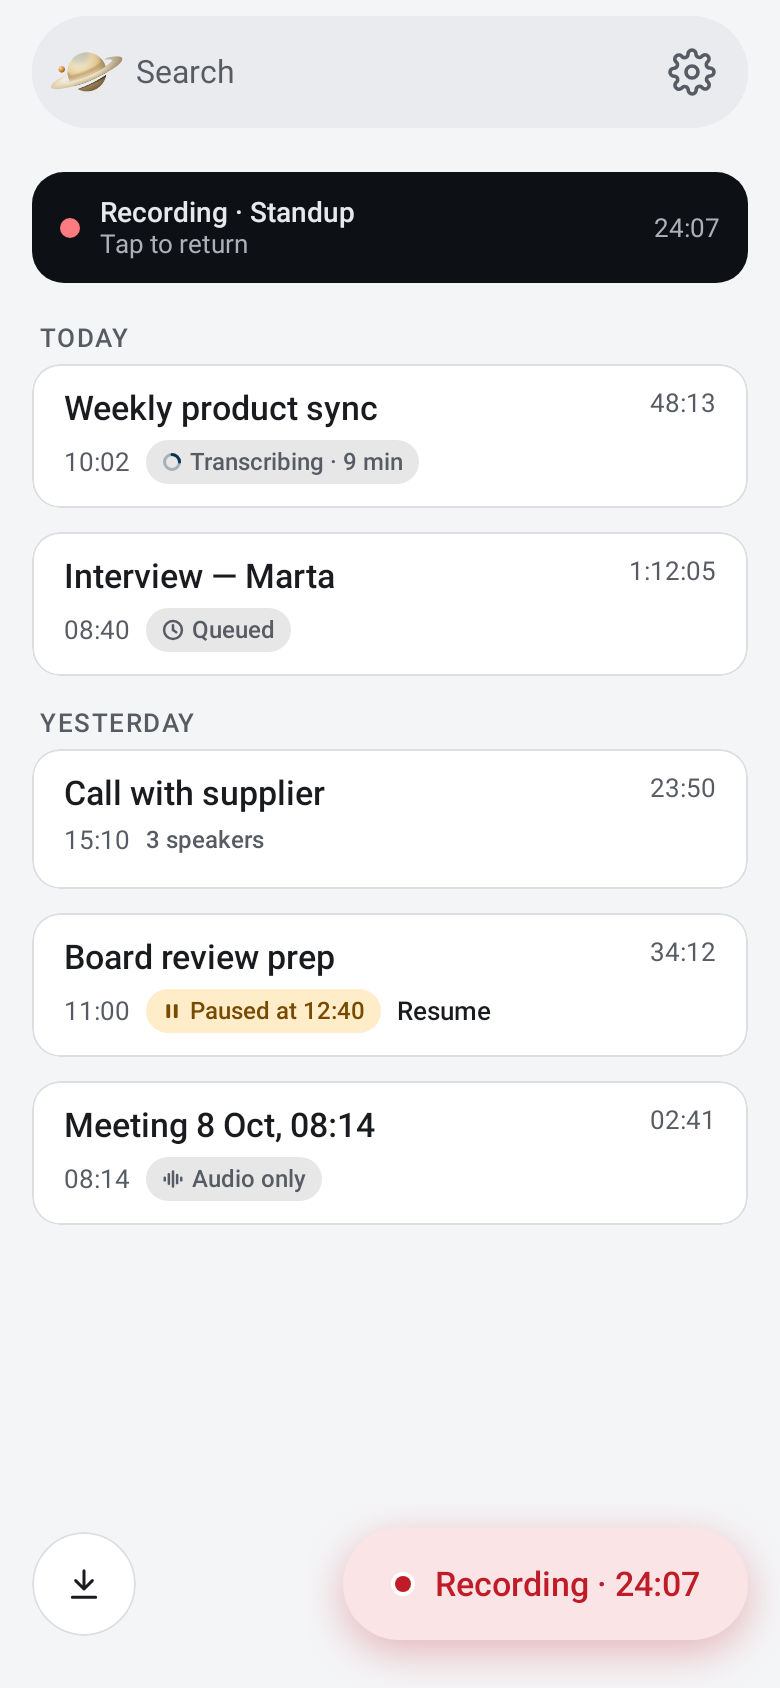 Search
Recording · Standup
Tap to return
24:07
TODAY
Weekly product sync
48:13
10:02
Transcribing · 9 min
Interview — Marta
1:12:05
08:40
Queued
YESTERDAY
Call with supplier
23:50
15:10
3 speakers
Board review prep
34:12
11:00
Paused at 12:40
Resume
Meeting 8 Oct, 08:14
02:41
08:14
Audio only
Recording · 24:07